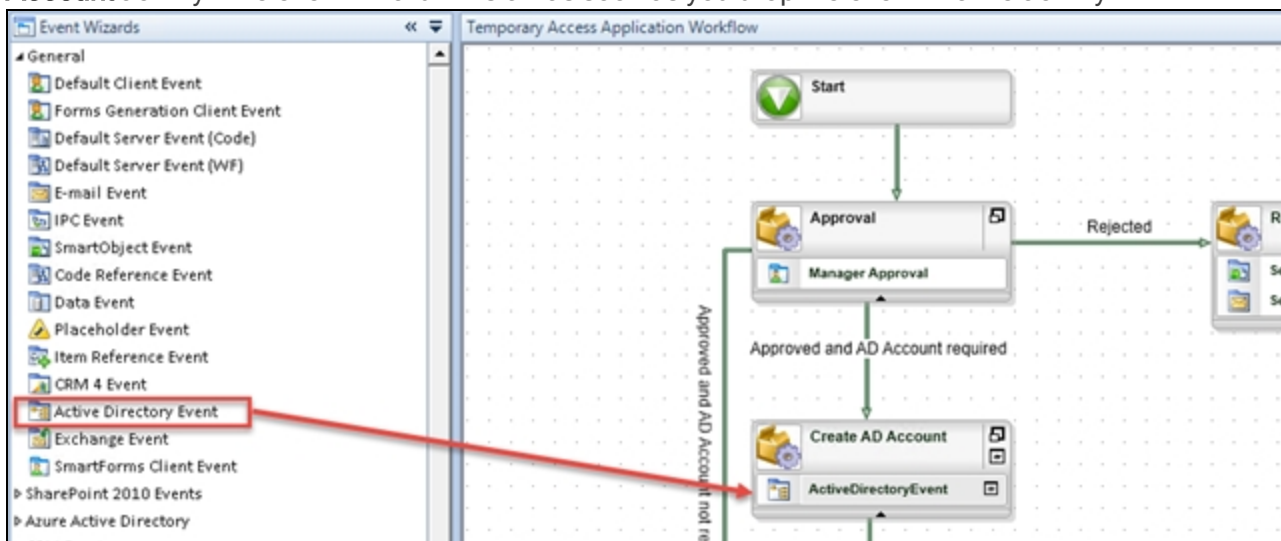 Event Wizards
Temporary Access Application Workflow
General
Default Client Event
Forms Generation Client Event
Default Server Event (Code)
Default Server Event (WF)
E-mail Event
IPC Event
SmartObject Event
Code Reference Event
Data Event
Placeholder Event
Item Reference Event
CRM 4 Event
Active Directory Event
Exchange Event
SmartForms Client Event
SharePoint 2010 Events
Azure Active Directory
Start
Approval
Manager Approval
Rejected
R
Se
Se
Approved and AD Account required
Approved and AD Account not re
Create AD Account
ActiveDirectoryEvent